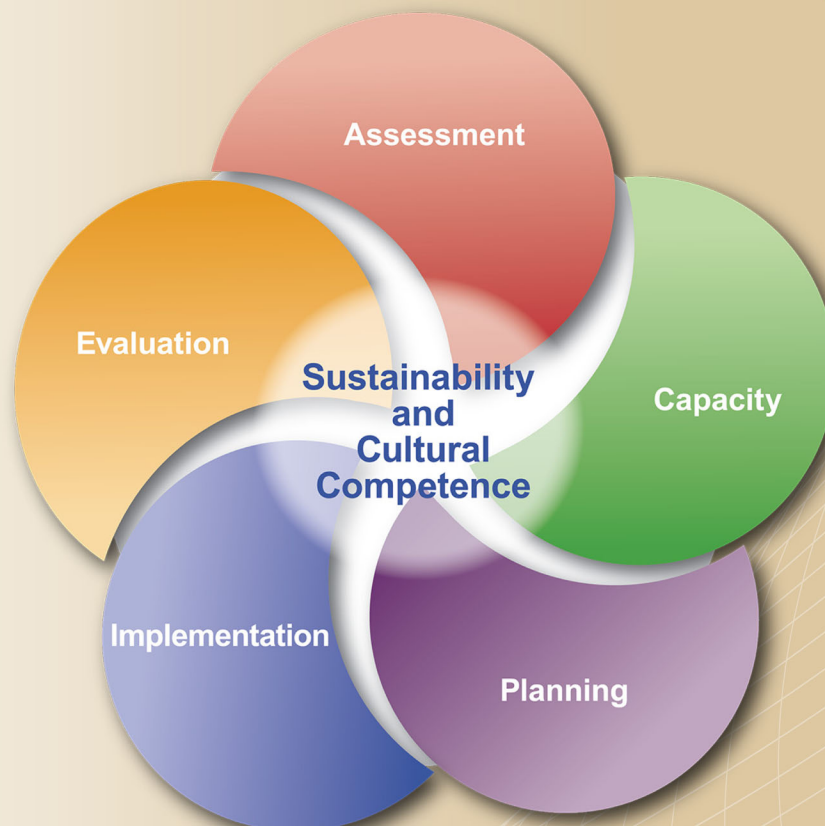 Assessment
Capacity
Planning
Implementation
Evaluation
Sustainability
and
Cultural
Competence